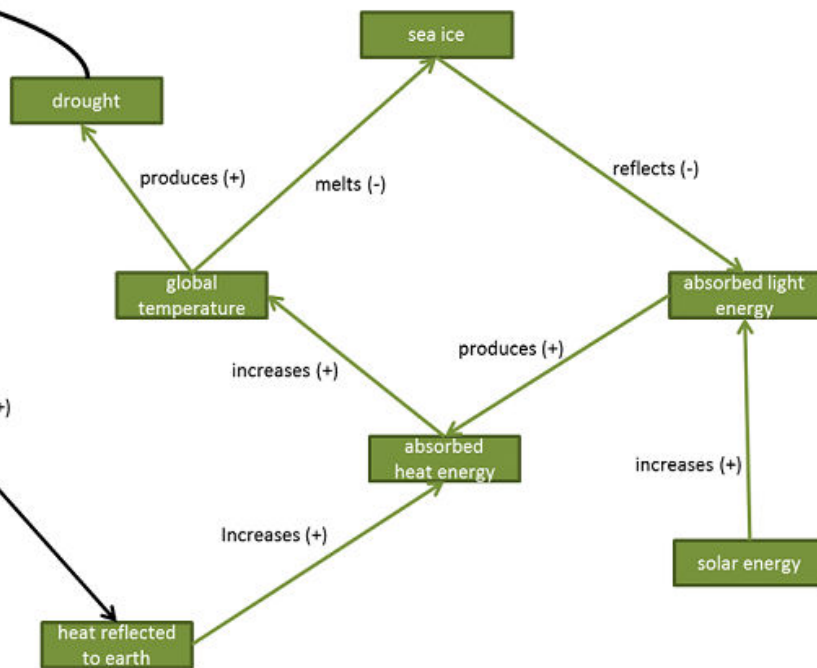 sea ice
drought
produces (+)
melts (-)
reflects (-)
global
temperature
absorbed light
energy
increases (+)
produces (+)
+)
absorbed
heat energy
increases (+)
Increases (+)
solar energy
heat reflected
to earth